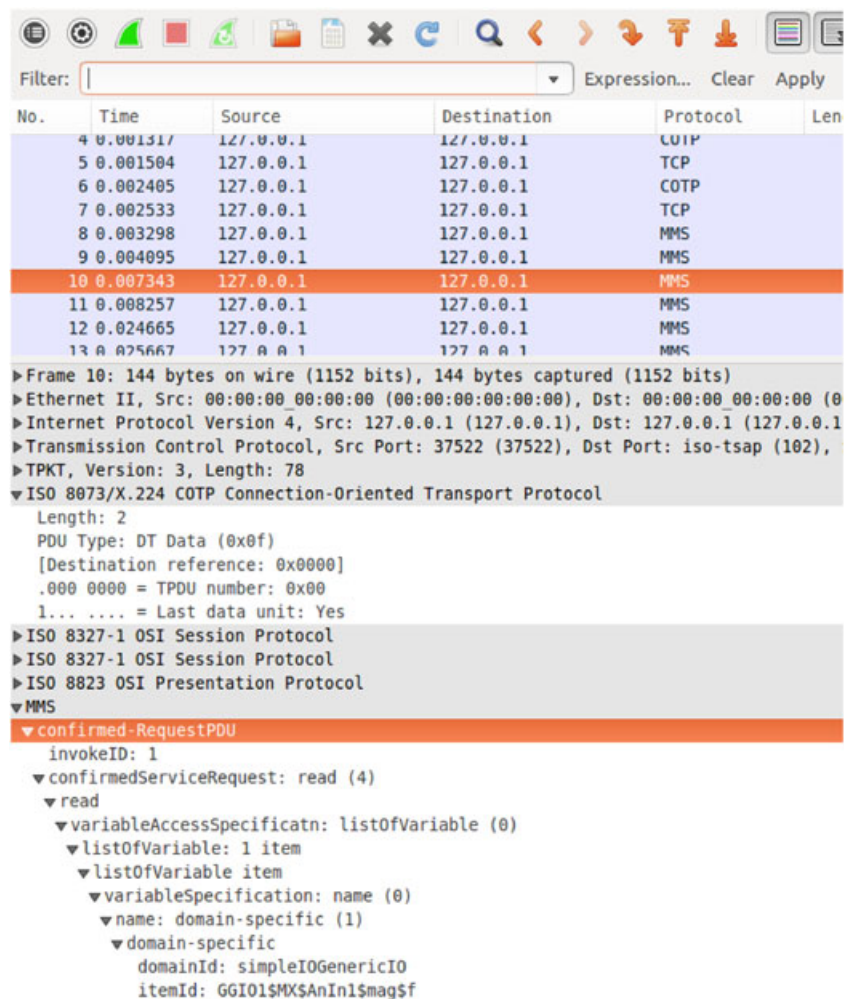 Filter: Expression... Clear Apply
No. Time Source Destination Protocol Len
4 0.001317 127.0.0.1 127.0.0.1 COTP
5 0.001504 127.0.0.1 127.0.0.1 TCP
6 0.002405 127.0.0.1 127.0.0.1 COTP
7 0.002533 127.0.0.1 127.0.0.1 TCP
8 0.003298 127.0.0.1 127.0.0.1 MMS
9 0.004095 127.0.0.1 127.0.0.1 MMS
10 0.007343 127.0.0.1 127.0.0.1 MMS
11 0.008257 127.0.0.1 127.0.0.1 MMS
12 0.024665 127.0.0.1 127.0.0.1 MMS
13 0.025667 127.0.0.1 127.0.0.1 MMS
Frame 10: 144 bytes on wire (1152 bits), 144 bytes captured (1152 bits)
Ethernet II, Src: 00:00:00_00:00:00 (00:00:00:00:00:00), Dst: 00:00:00_00:00:00 (0
Internet Protocol Version 4, Src: 127.0.0.1 (127.0.0.1), Dst: 127.0.0.1 (127.0.0.1
Transmission Control Protocol, Src Port: 37522 (37522), Dst Port: iso-tsap (102),
TPKT, Version: 3, Length: 78
ISO 8073/X.224 COTP Connection-Oriented Transport Protocol
Length: 2
PDU Type: DT Data (0x0f)
[Destination reference: 0x0000]
.000 0000 = TPDU number: 0x00
1... .... = Last data unit: Yes
ISO 8327-1 OSI Session Protocol
ISO 8327-1 OSI Session Protocol
ISO 8823 OSI Presentation Protocol
MMS
confirmed-RequestPDU
invokeID: 1
confirmedServiceRequest: read (4)
read
variableAccessSpecificatn: listOfVariable (0)
listOfVariable: 1 item
listOfVariable item
variableSpecification: name (0)
name: domain-specific (1)
domain-specific
domainId: simpleIOGenericIO
itemId: GGIO1$MX$AnIn1$mag$f